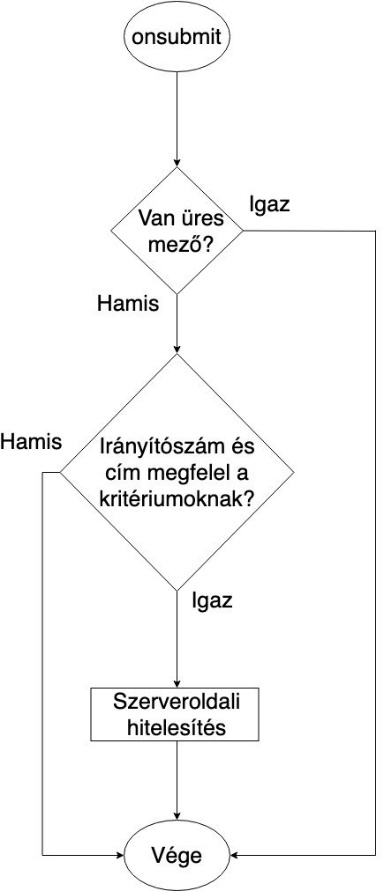 onsubmit
Igaz
Van üres
mező?
Hamis
Hamis
Irányítószám és
cím megfelel a
kritériumoknak?
Igaz
Szerveroldali
hitelesítés
Vége